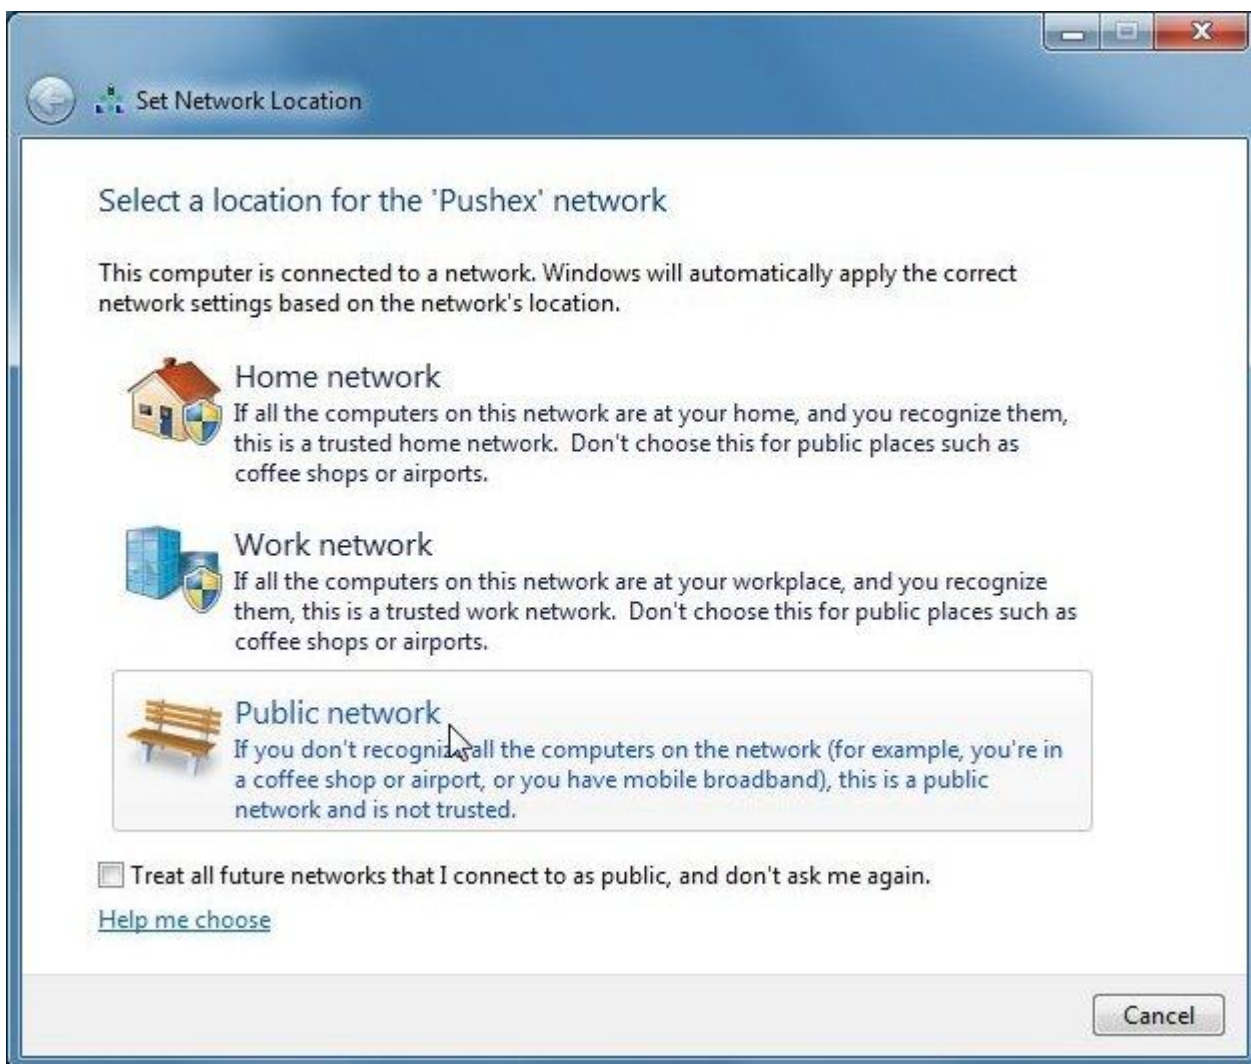 Set Network Location
Select a location for the 'Pushex' network
This computer is connected to a network. Windows will automatically apply the correct
network settings based on the network's location.
Home network
If all the computers on this network are at your home, and you recognize them,
this is a trusted home network.  Don't choose this for public places such as
coffee shops or airports.
Work network
If all the computers on this network are at your workplace, and you recognize
them, this is a trusted work network.  Don't choose this for public places such as
coffee shops or airports.
Public network
If you don't recognize all the computers on the network (for example, you're in
a coffee shop or airport, or you have mobile broadband), this is a public
network and is not trusted.
Treat all future networks that I connect to as public, and don't ask me again.
Help me choose
Cancel